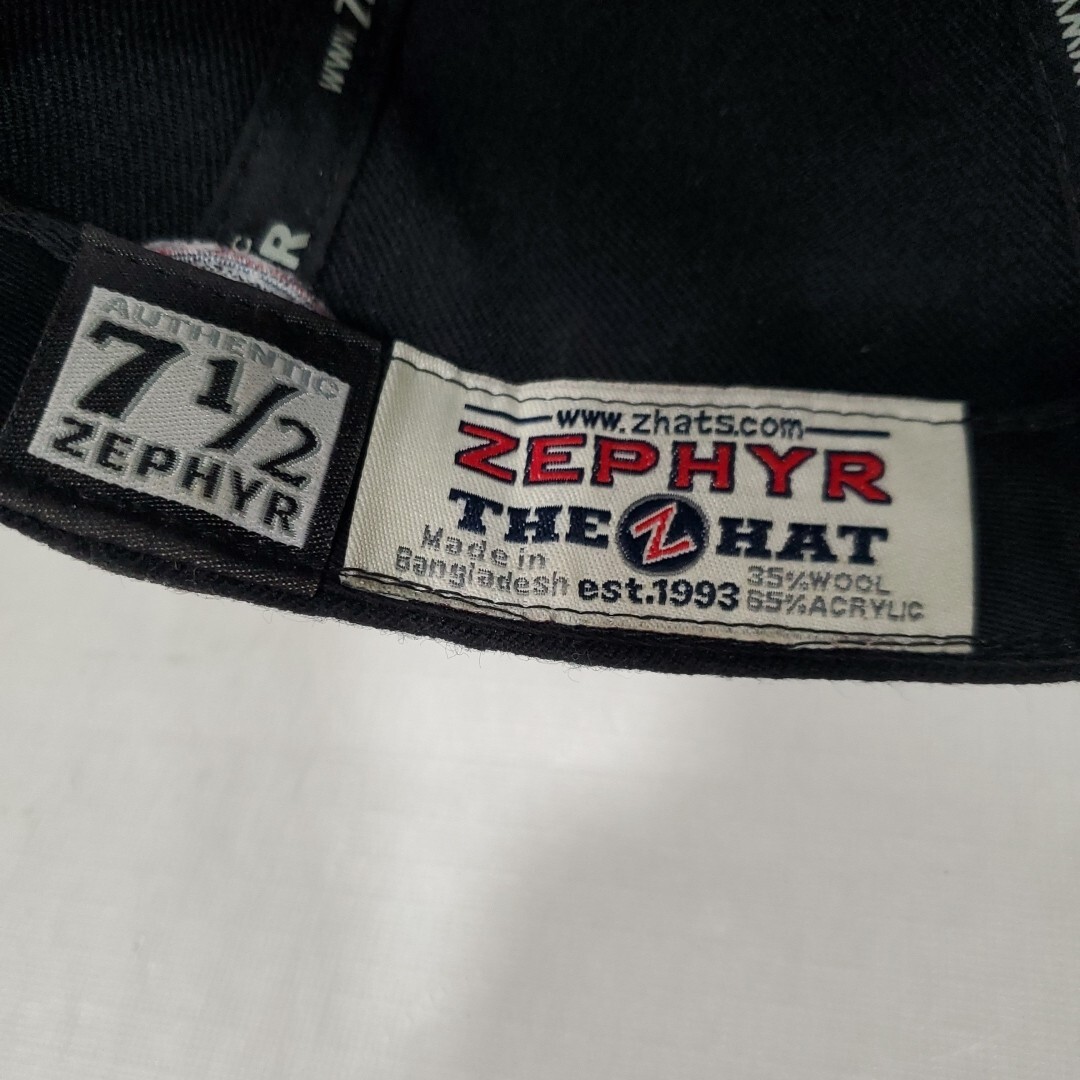 www.
R
AUTHENTIC
7 1/2
ZEPHYR
www.zhats.com
ZEPHYR
THE Z HAT
Made in
Bangladesh
est.1993
35%WOOL
65%ACRYLIC